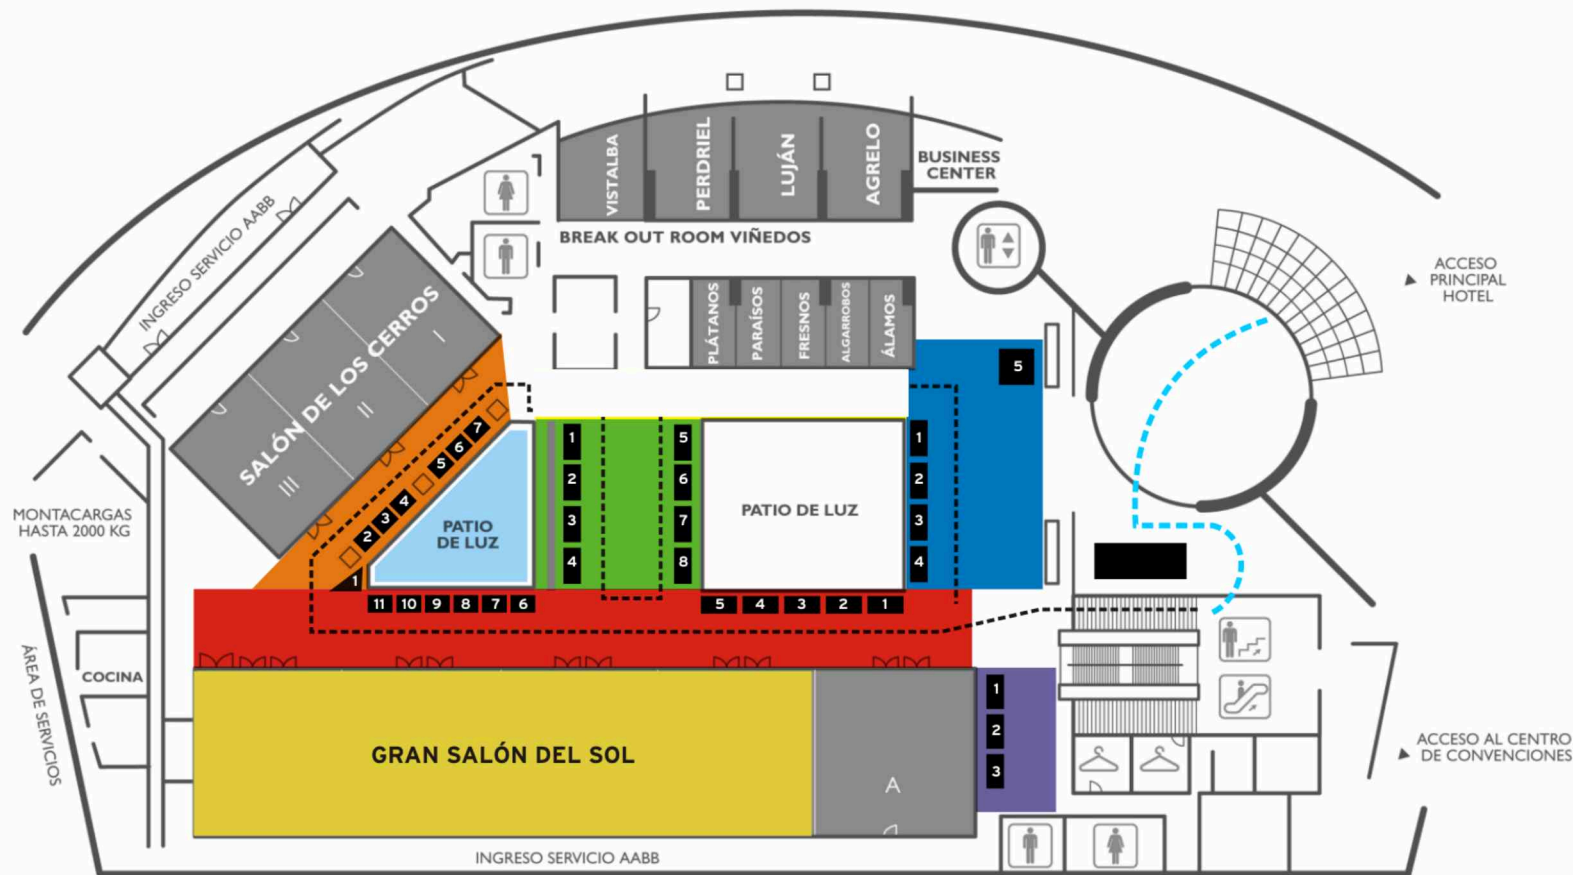 VISTALBA
PERDRIEL
LUJÁN
AGRELO
BUSINESS
CENTER
BREAK OUT ROOM VIÑEDOS
INGRESO SERVICIO AABB
ACCESO
PRINCIPAL
HOTEL
PLÁTANOS
PARAÍSOS
FRESNOS
ALGARROBOS
ÁLAMOS
SALÓN DE LOS CERROS
I
II
III
5
7
6
5
4
3
2
1
PATIO
DE LUZ
1
2
3
4
5
6
7
8
PATIO DE LUZ
1
2
3
4
MONTACARGAS
HASTA 2000 KG
11 10 9 8 7 6
5 4 3 2 1
COCINA
ÁREA DE SERVICIOS
GRAN SALÓN DEL SOL
A
1
2
3
ACCESO AL CENTRO
DE CONVENCIONES
INGRESO SERVICIO AABB